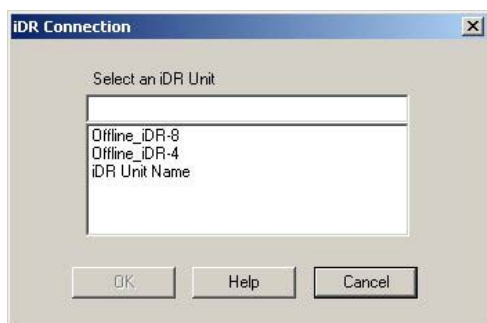 iDR Connection
Select an iDR Unit
Offline_iDR-8
Offline_iDR-4
iDR Unit Name
OK Help Cancel